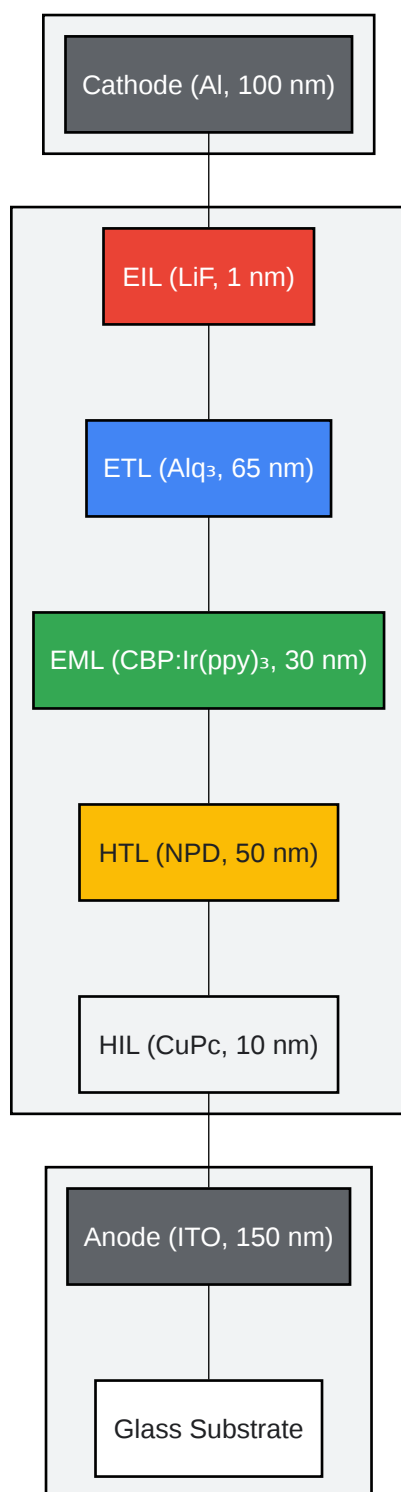 Cathode (Al, 100 nm)
EIL (LiF, 1 nm)
ETL (Alq₃, 65 nm)
EML (CBP:Ir(ppy)₃, 30 nm)
HTL (NPD, 50 nm)
HIL (CuPc, 10 nm)
Anode (ITO, 150 nm)
Glass Substrate